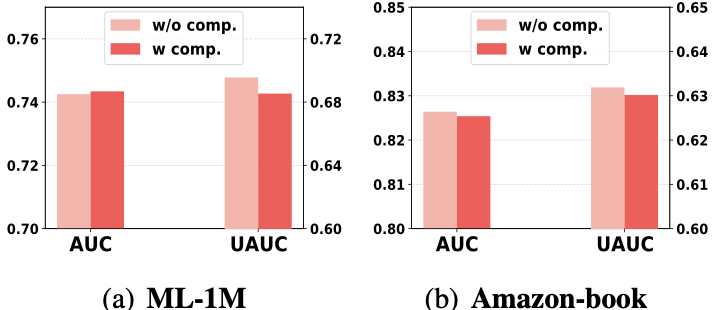 0.76
0.74
0.72
0.70
w/o comp.
w comp.
0.72
0.68
0.64
0.60
AUC
UAUC
(a) ML-1M
0.85
0.84
0.83
0.82
0.81
0.80
w/o comp.
w comp.
0.65
0.64
0.63
0.62
0.61
0.60
AUC
UAUC
(b) Amazon-book